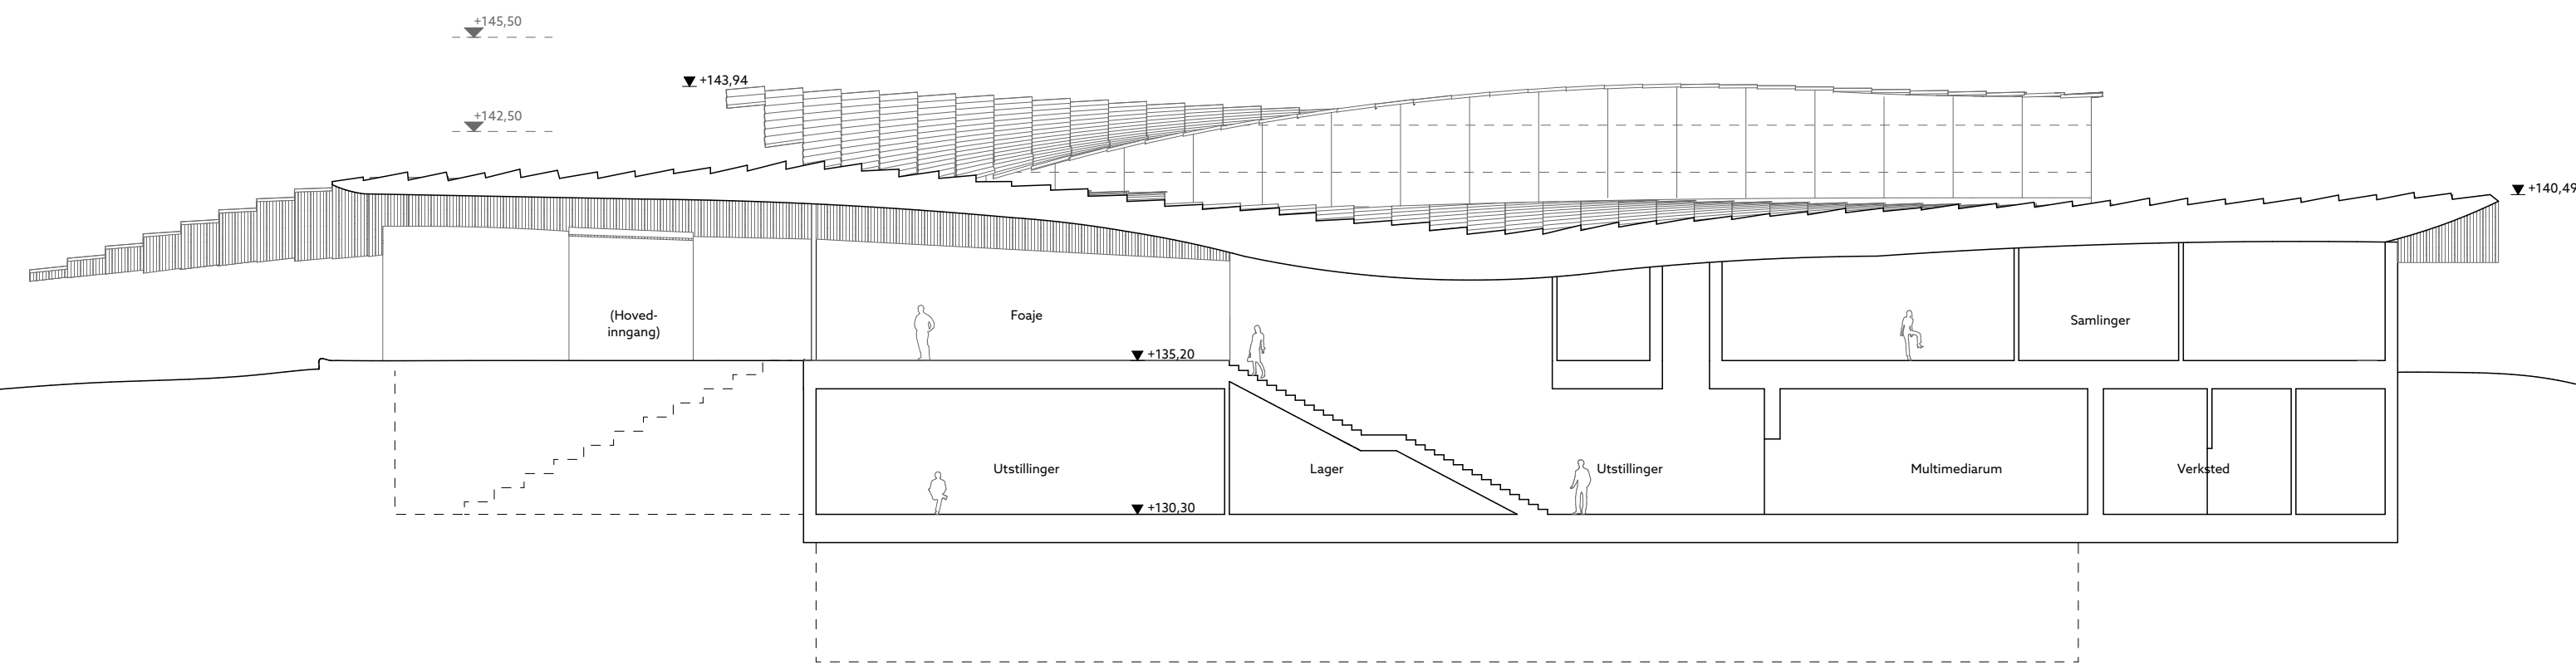 +145,50
+143,94
+142,50
+140,49
(Hoved-
inngang)
Foaje
Samlinger
+135,20
Utstillinger
Lager
Utstillinger
Multimediarum
Verksted
+130,30